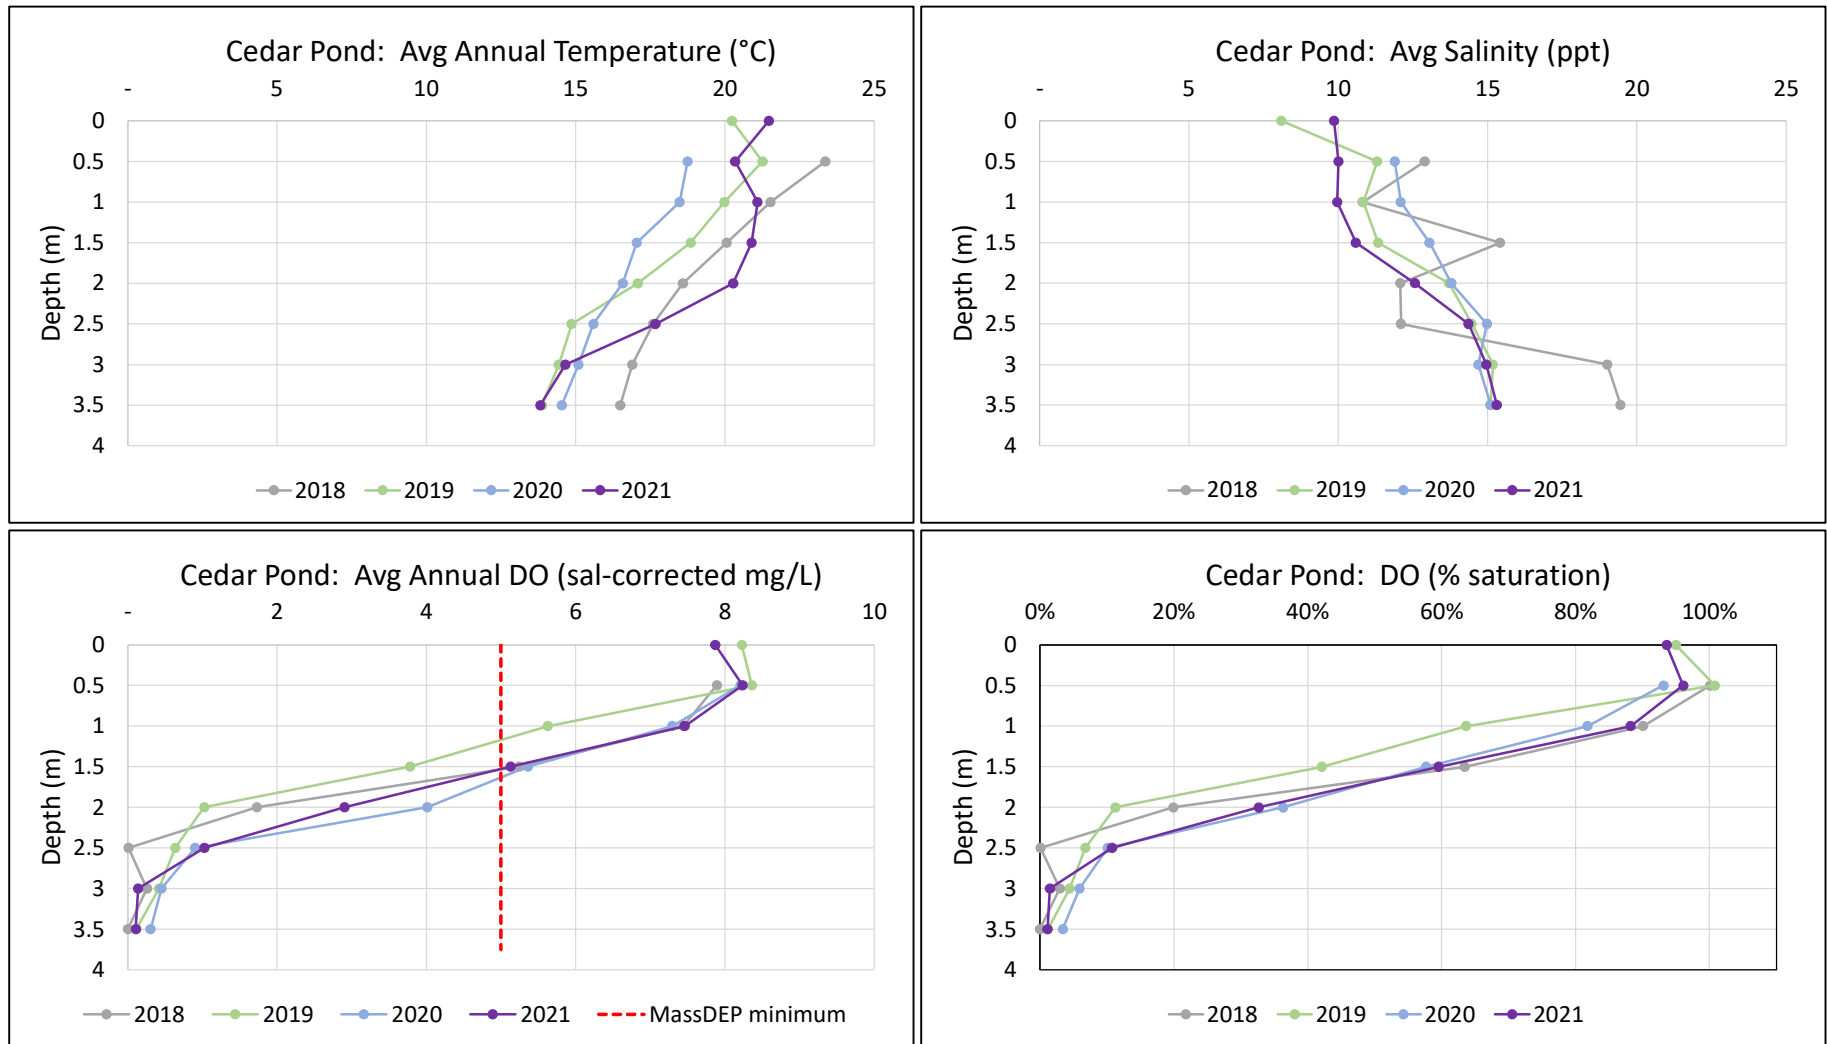 Cedar Pond:  Avg Annual Temperature (°C)
- 5 10 15 20 25
0
0.5
1
1.5
2
2.5
3
3.5
4
Depth (m)
2018 2019 2020 2021
Cedar Pond:  Avg Salinity (ppt)
- 5 10 15 20 25
0
0.5
1
1.5
2
2.5
3
3.5
4
Depth (m)
2018 2019 2020 2021
Cedar Pond:  Avg Annual DO (sal-corrected mg/L)
- 2 4 6 8 10
0
0.5
1
1.5
2
2.5
3
3.5
4
Depth (m)
2018 2019 2020 2021 MassDEP minimum
Cedar Pond:  DO (% saturation)
0% 20% 40% 60% 80% 100%
0
0.5
1
1.5
2
2.5
3
3.5
4
Depth (m)
2018 2019 2020 2021